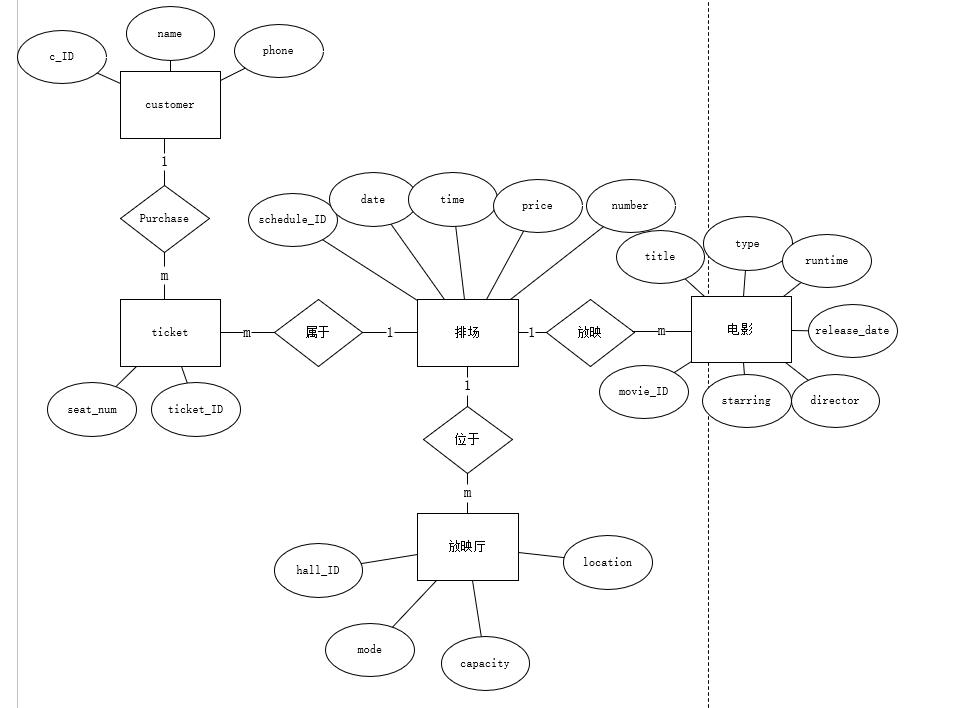 name
c_ID
phone
customer
1
Purchase
m
schedule_ID
date
time
price
number
title
type
runtime
ticket
m
属于
1
排场
1
放映
m
电影
release_date
seat_num
ticket_ID
1
位于
m
movie_ID
starring
director
放映厅
hall_ID
location
mode
capacity